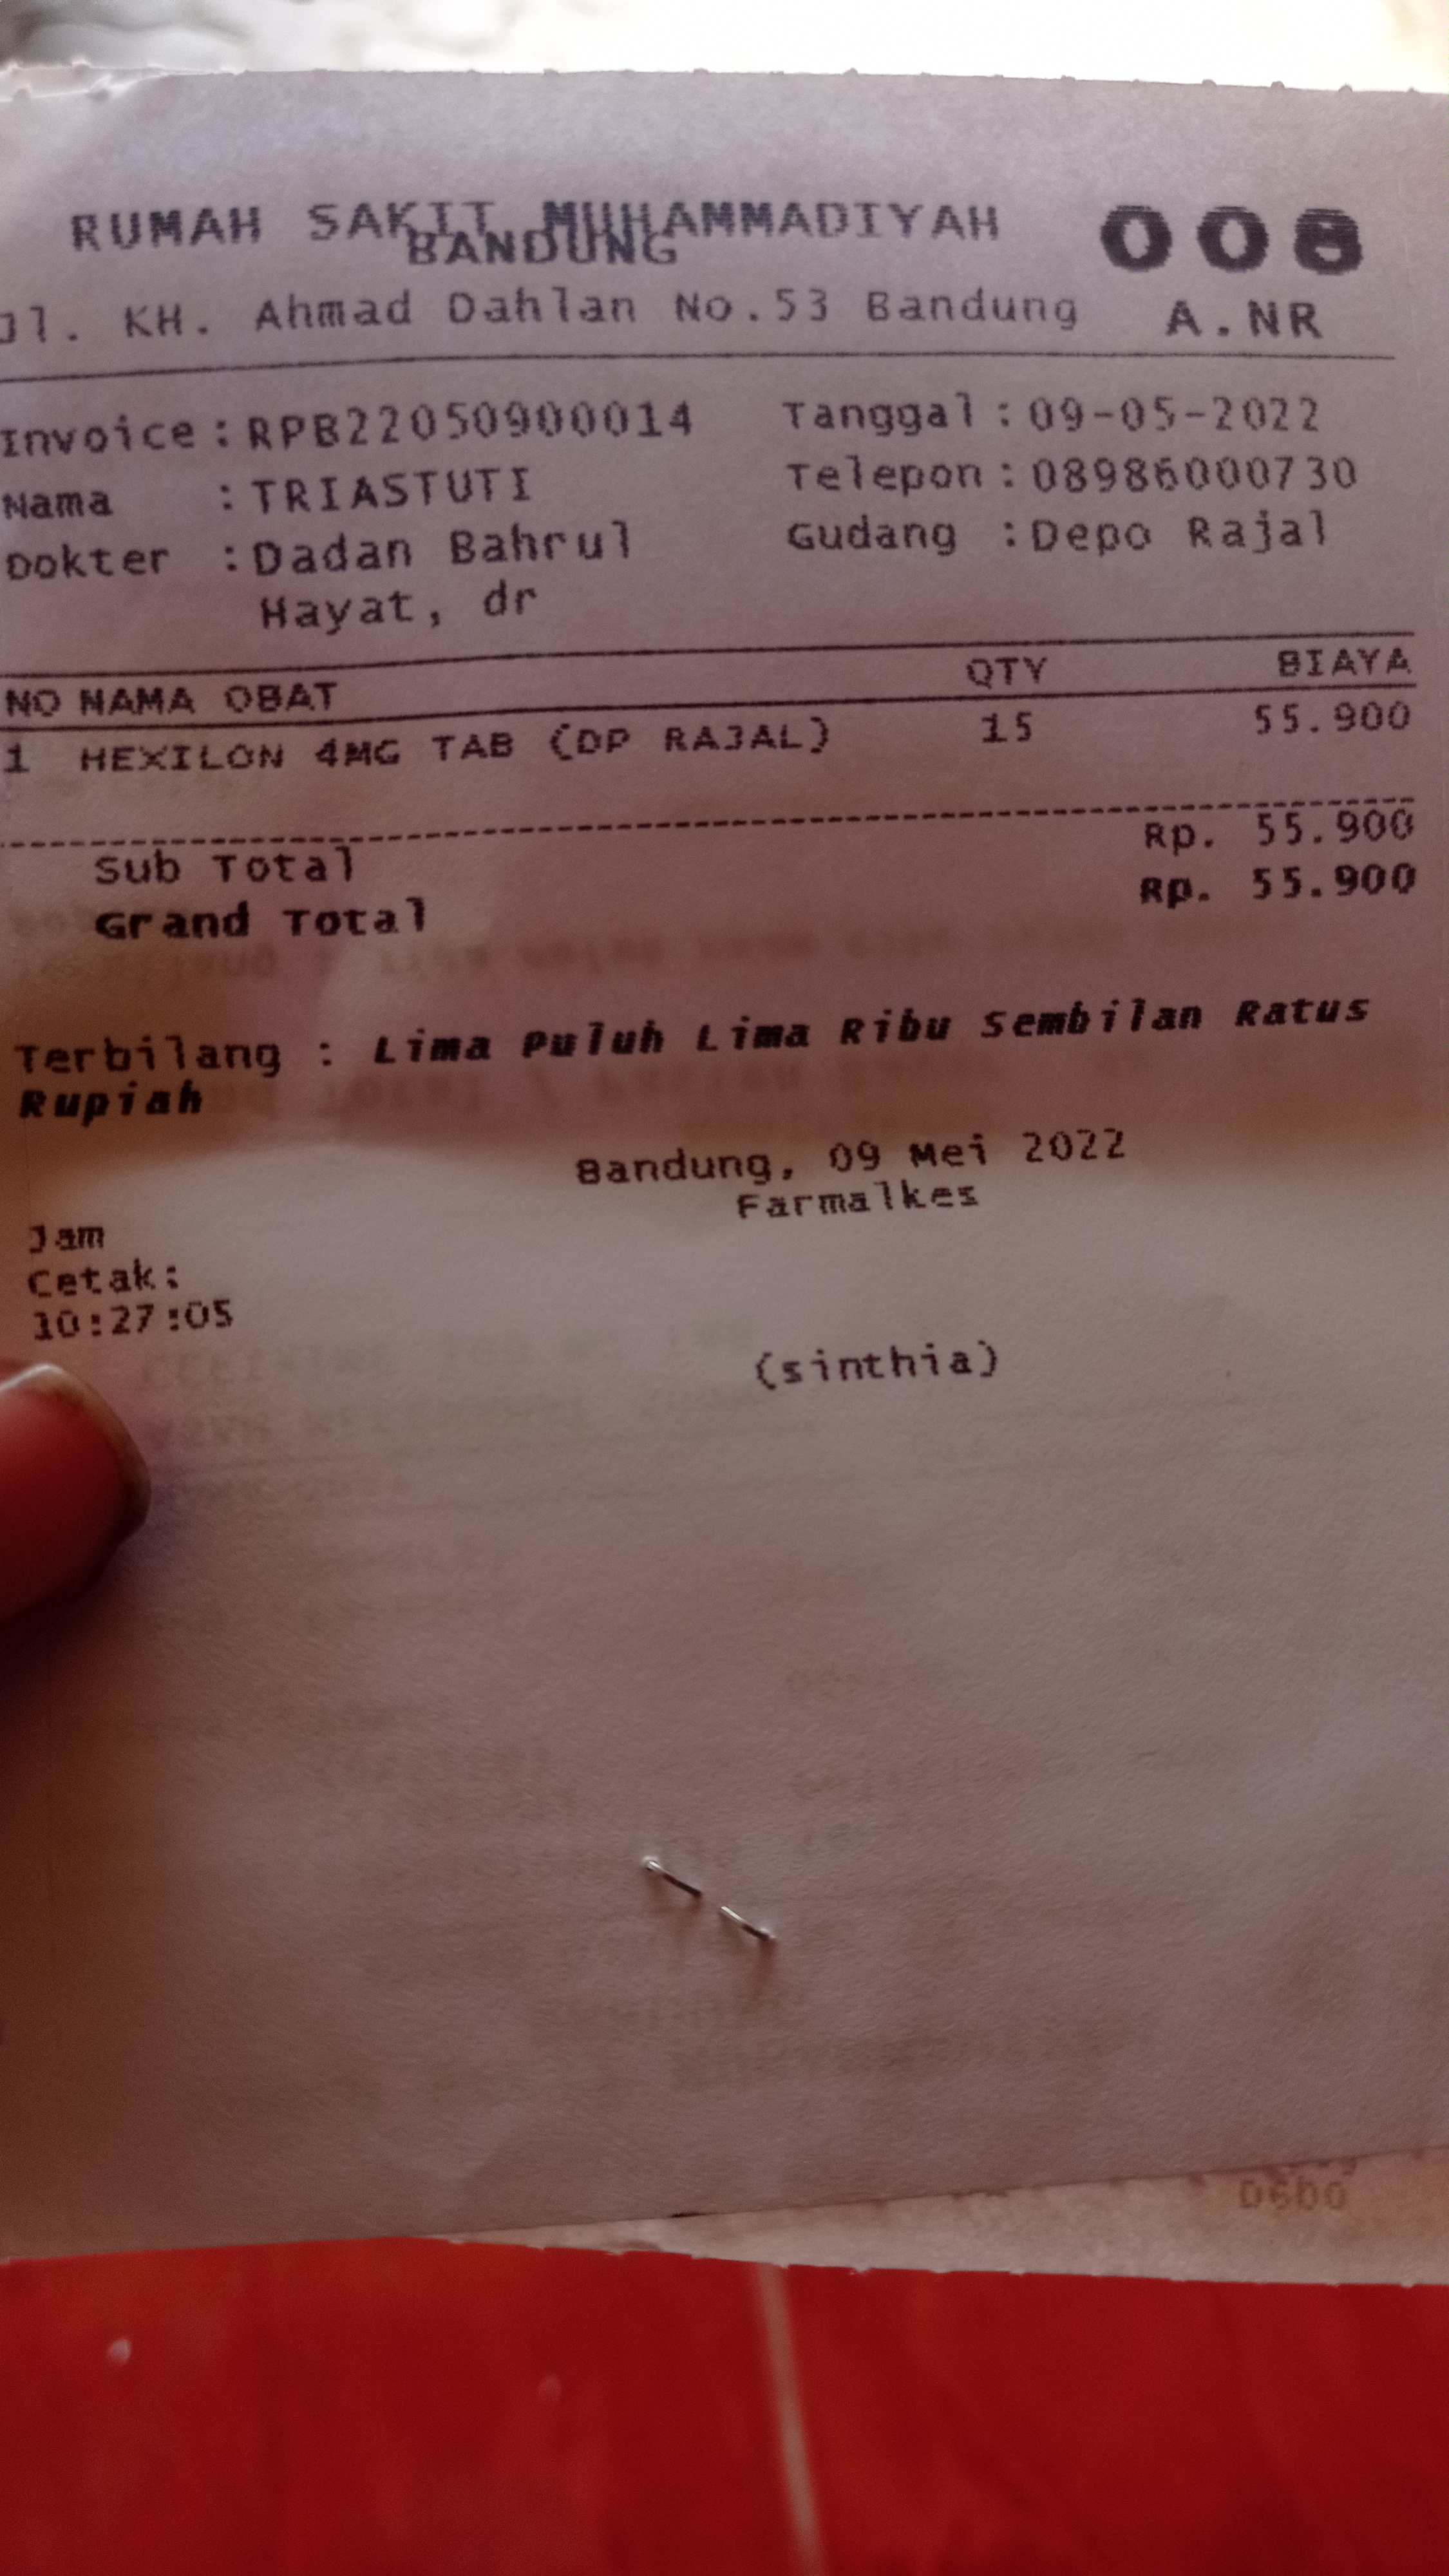 RUMAH SAKIT MUHAMMADIYAH
BANDUNG
008
Jl. KH. Ahmad Dahlan No.53 Bandung A.NR
Invoice : RPB22050900014 Tanggal : 09-05-2022
Nama : TRIASTUTI Telepon : 08986000730
Dokter : Dadan Bahrul Gudang : Depo Rajal
Hayat, dr
NO NAMA OBAT QTY BIAYA
1 HEXILON 4MG TAB (DP RAJAL) 15 55.900
Sub Total Rp. 55.900
Grand Total Rp. 55.900
Terbilang : Lima Puluh Lima Ribu Sembilan Ratus
Rupiah
Bandung, 09 Mei 2022
Farmalkes
Jam
Cetak:
10:27:05
(sinthia)